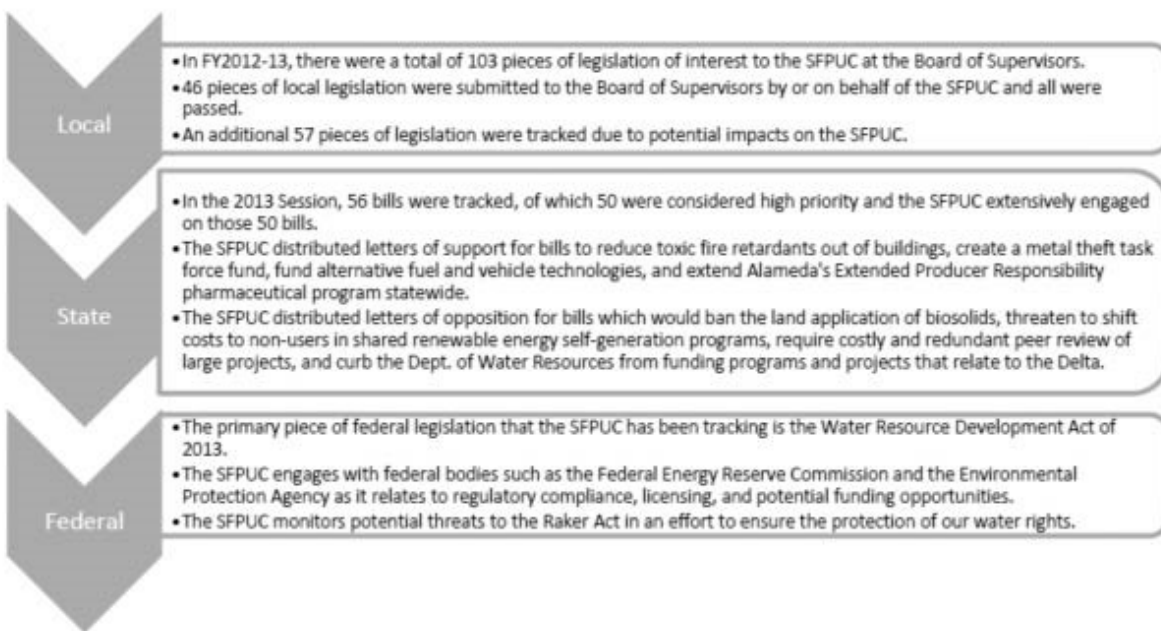 Local
•In FY2012-13, there were a total of 103 pieces of legislation of interest to the SFPUC at the Board of Supervisors.
•46 pieces of local legislation were submitted to the Board of Supervisors by or on behalf of the SFPUC and all were
passed.
•An additional 57 pieces of legislation were tracked due to potential impacts on the SFPUC.
State
•In the 2013 Session, 56 bills were tracked, of which 50 were considered high priority and the SFPUC extensively engaged
on those 50 bills.
•The SFPUC distributed letters of support for bills to reduce toxic fire retardants out of buildings, create a metal theft task
force fund, fund alternative fuel and vehicle technologies, and extend Alameda's Extended Producer Responsibility
pharmaceutical program statewide.
•The SFPUC distributed letters of opposition for bills which would ban the land application of biosolids, threaten to shift
costs to non-users in shared renewable energy self-generation programs, require costly and redundant peer review of
large projects, and curb the Dept. of Water Resources from funding programs and projects that relate to the Delta.
Federal
•The primary piece of federal legislation that the SFPUC has been tracking is the Water Resource Development Act of
2013.
•The SFPUC engages with federal bodies such as the Federal Energy Reserve Commission and the Environmental
Protection Agency as it relates to regulatory compliance, licensing, and potential funding opportunities.
•The SFPUC monitors potential threats to the Raker Act in an effort to ensure the protection of our water rights.